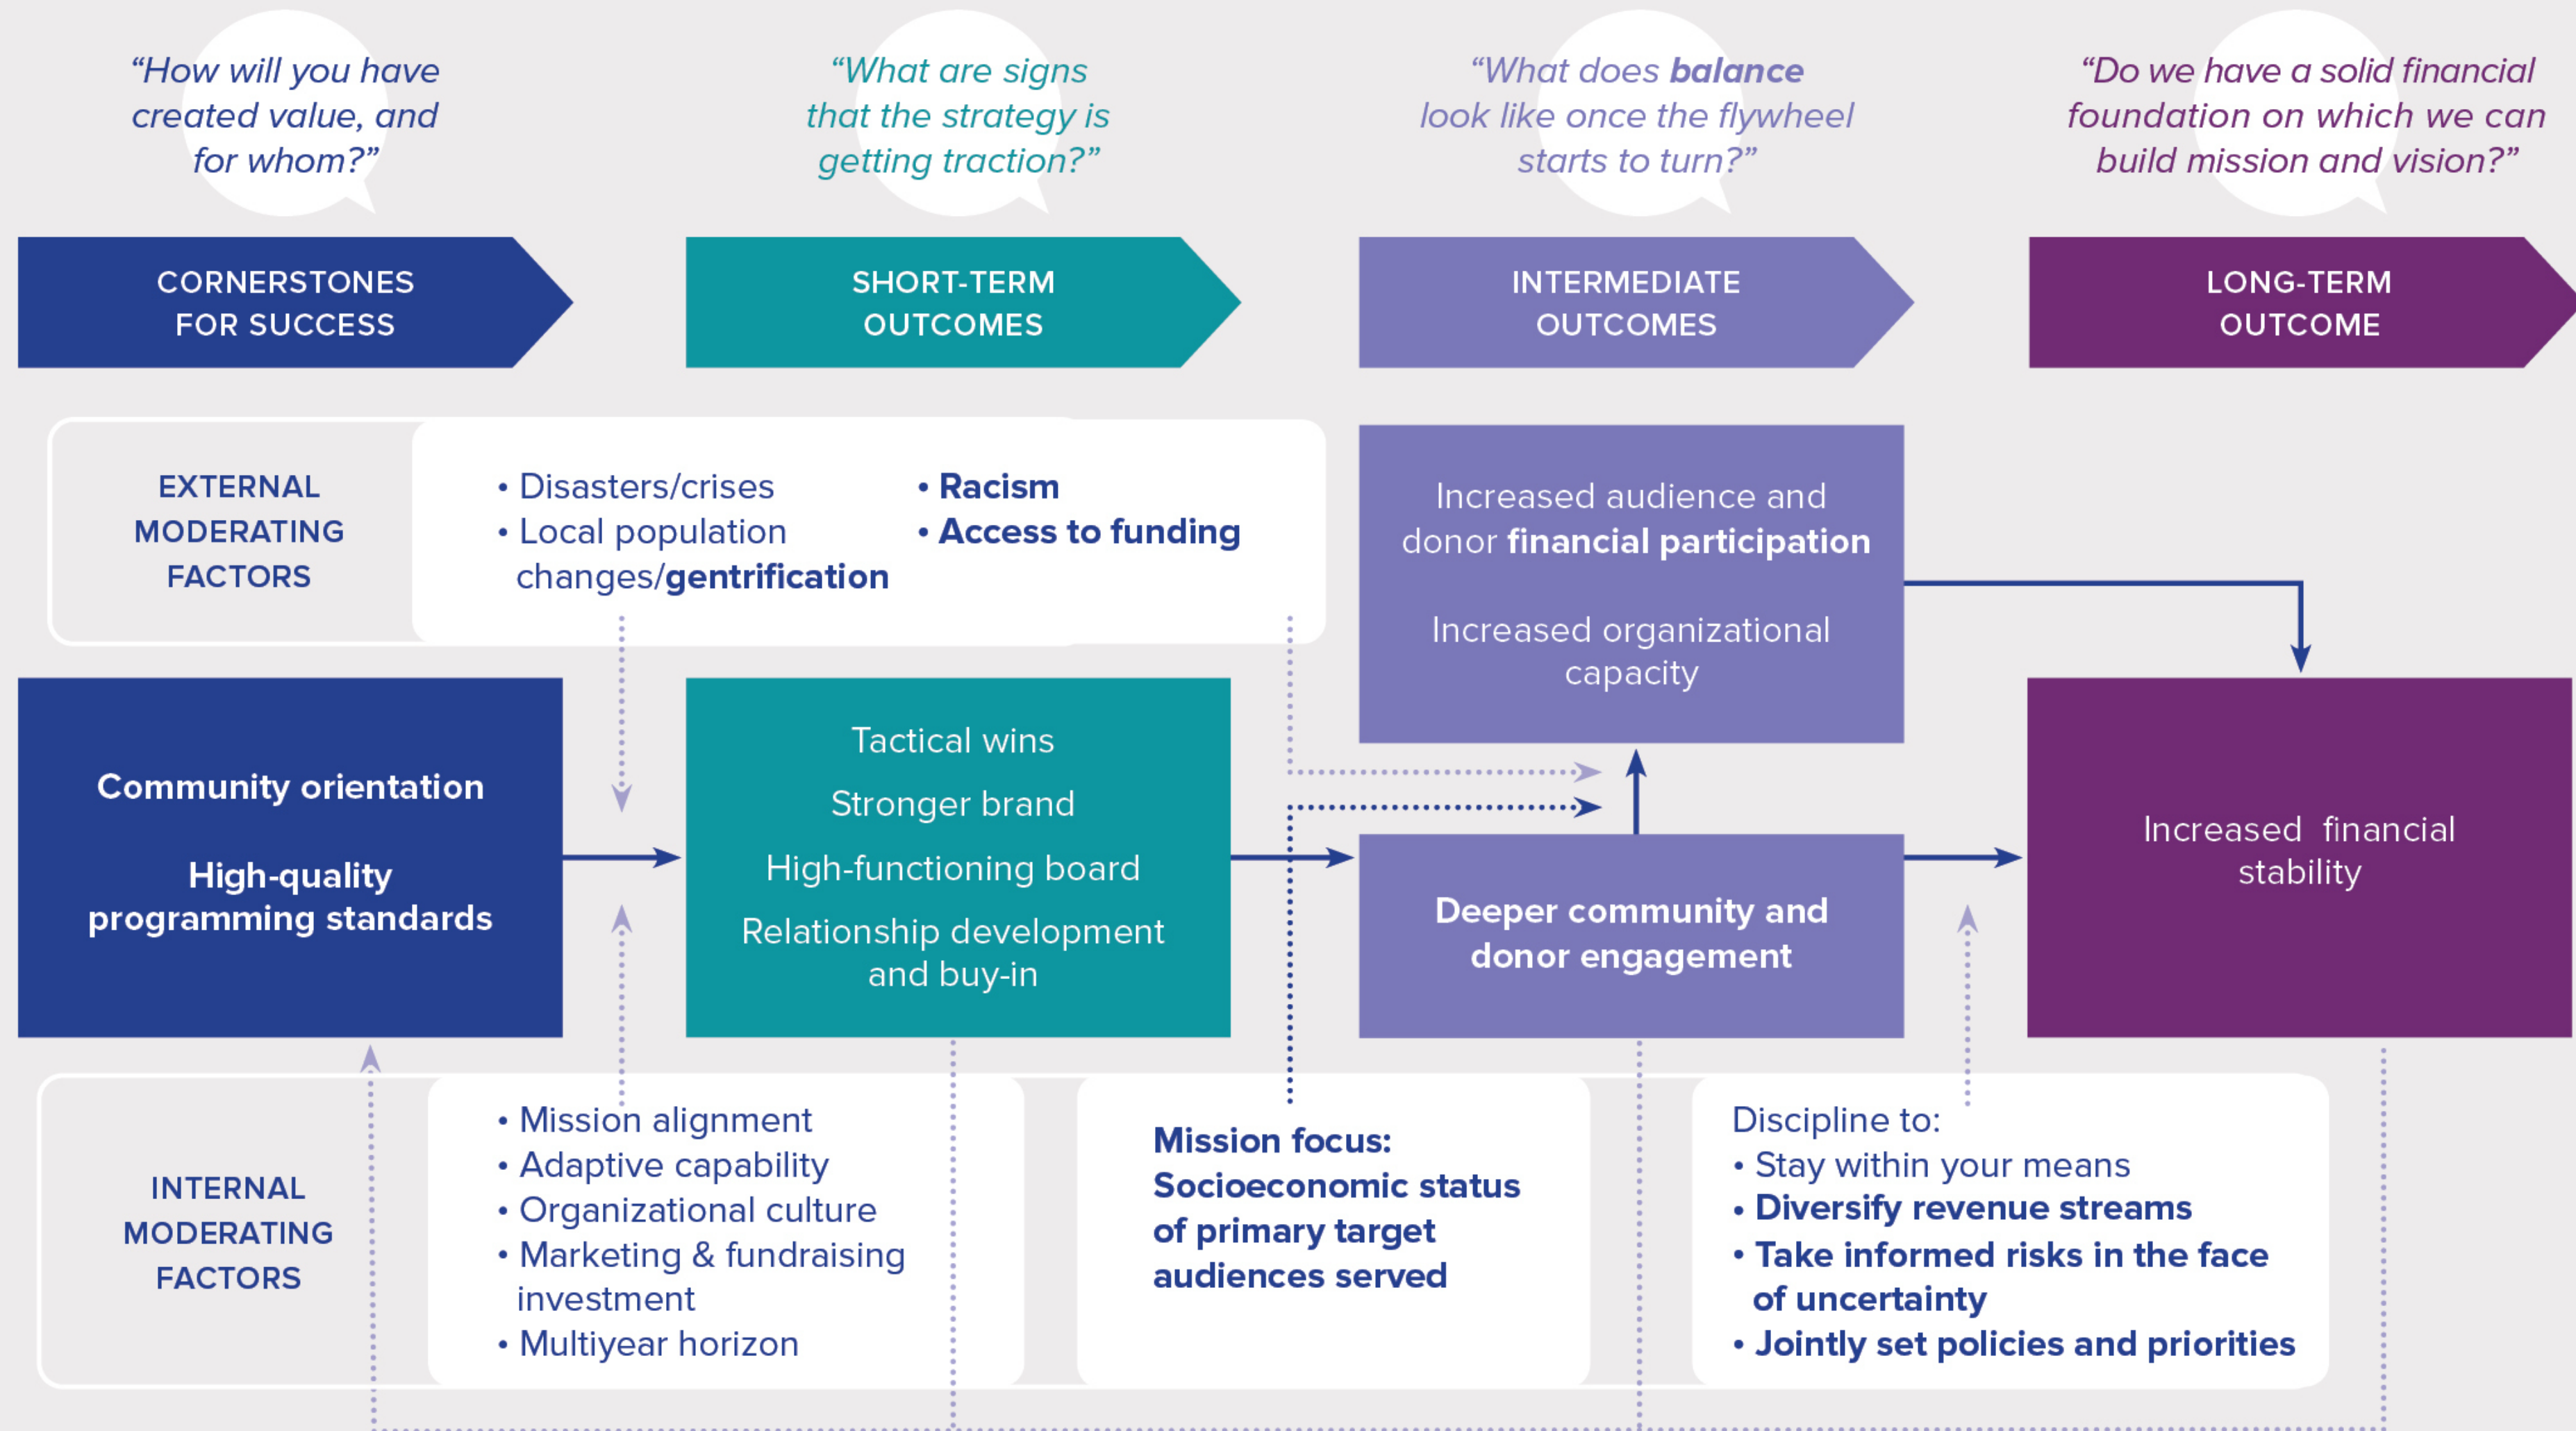 “How will you have
created value, and
for whom?”
“What are signs
that the strategy is
getting traction?”
“What does balance
look like once the flywheel
starts to turn?”
“Do we have a solid financial
foundation on which we can
build mission and vision?”
CORNERSTONES
FOR SUCCESS
SHORT-TERM
OUTCOMES
INTERMEDIATE
OUTCOMES
LONG-TERM
OUTCOME
EXTERNAL
MODERATING
FACTORS
• Disasters/crises
• Local population
changes/gentrification
• Racism
• Access to funding
Increased audience and
donor financial participation
Increased organizational
capacity
Community orientation
High-quality
programming standards
Tactical wins
Stronger brand
High-functioning board
Relationship development
and buy-in
Deeper community and
donor engagement
Increased financial
stability
INTERNAL
MODERATING
FACTORS
• Mission alignment
• Adaptive capability
• Organizational culture
• Marketing & fundraising
investment
• Multiyear horizon
Mission focus:
Socioeconomic status
of primary target
audiences served
Discipline to:
• Stay within your means
• Diversify revenue streams
• Take informed risks in the face
of uncertainty
• Jointly set policies and priorities